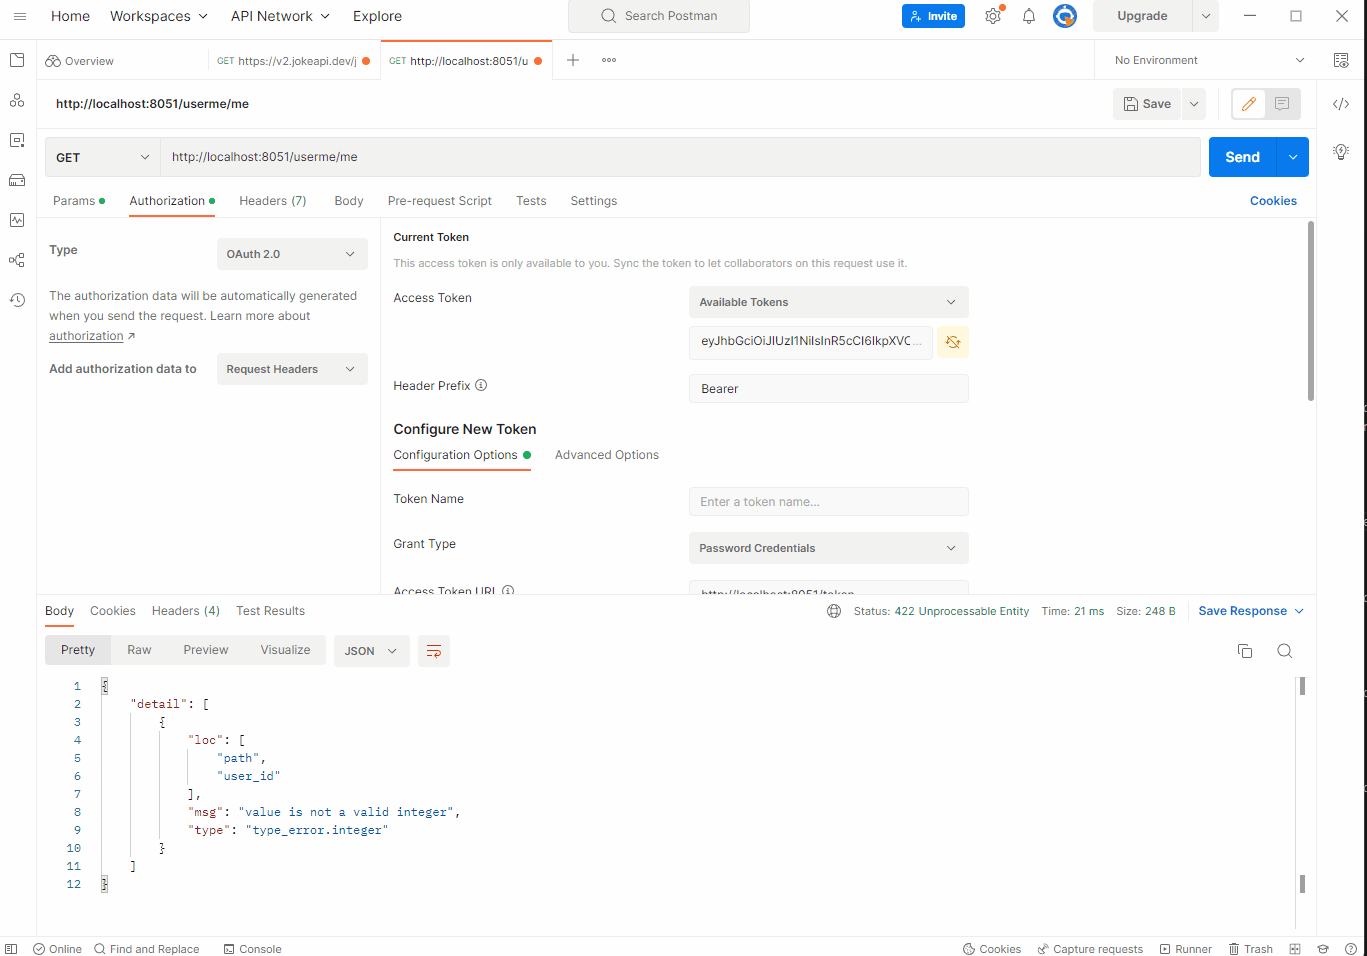 Home Workspaces API Network Explore Search Postman Invite Upgrade
Overview GET https://v2.jokeapi.dev/j GET http://localhost:8051/u No Environment
http://localhost:8051/userme/me Save
GET http://localhost:8051/userme/me Send
Params Authorization Headers (7) Body Pre-request Script Tests Settings Cookies
Type OAuth 2.0
The authorization data will be automatically generated
when you send the request. Learn more about
authorization ↗
Add authorization data to Request Headers
Current Token
This access token is only available to you. Sync the token to let collaborators on this request use it.
Access Token Available Tokens
eyJhbGciOiJIUzI1NiIsInR5cCI6IkpXVC...
Header Prefix Bearer
Configure New Token
Configuration Options Advanced Options
Token Name Enter a token name...
Grant Type Password Credentials
Access Token URL http://localhost:8051/token
Body Cookies Headers (4) Test Results Status: 422 Unprocessable Entity Time: 21 ms Size: 248 B Save Response
Pretty Raw Preview Visualize JSON
1 {
2 "detail": [
3 {
4 "loc": [
5 "path",
6 "user_id"
7 ],
8 "msg": "value is not a valid integer",
9 "type": "type_error.integer"
10 }
11 ]
12 }
Online Find and Replace Console Cookies Capture requests Runner Trash